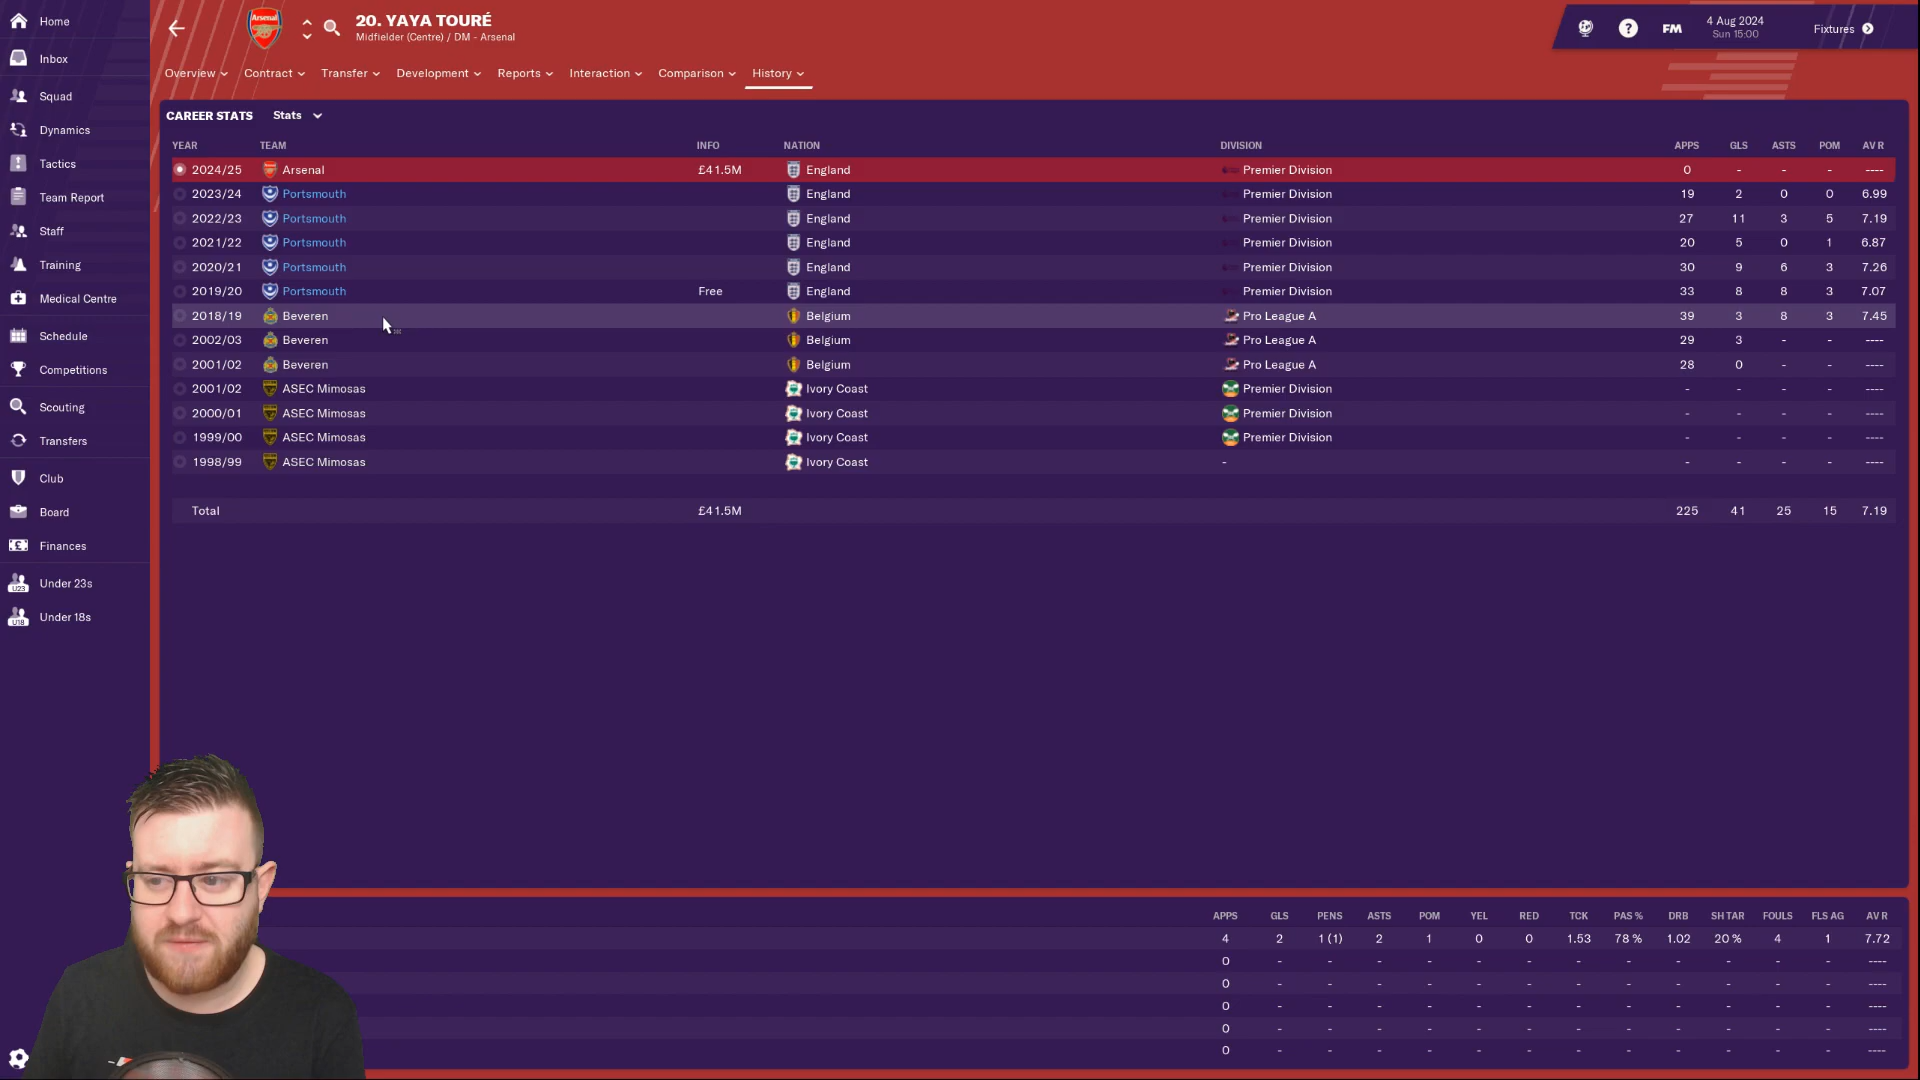 Home
Inbox
Squad
Dynamics
Tactics
Team Report
Staff
Training
Medical Centre
Schedule
Competitions
Scouting
Transfers
Club
Board
Finances
U23 Under 23s
U18 Under 18s
Arsenal
20. YAYA TOURÉ
Midfielder (Centre) / DM - Arsenal
? FM 4 Aug 2024 Fixtures
Sun 15:00
Overview Contract Transfer Development Reports Interaction Comparison History
CAREER STATS Stats
YEAR TEAM INFO NATION DIVISION APPS GLS ASTS POM AV R
2024/25 Arsenal £41.5M England Premier Division 0 - - - ----
2023/24 Portsmouth England Premier Division 19 2 0 0 6.99
2022/23 Portsmouth England Premier Division 27 11 3 5 7.19
2021/22 Portsmouth England Premier Division 20 5 0 1 6.87
2020/21 Portsmouth England Premier Division 30 9 6 3 7.26
2019/20 Portsmouth Free England Premier Division 33 8 8 3 7.07
2018/19 Beveren Belgium Pro League A 39 3 8 3 7.45
2002/03 Beveren Belgium Pro League A 29 3 - - ----
2001/02 Beveren Belgium Pro League A 28 0 - - ----
2001/02 ASEC Mimosas Ivory Coast Premier Division - - - - ----
2000/01 ASEC Mimosas Ivory Coast Premier Division - - - - ----
1999/00 ASEC Mimosas Ivory Coast Premier Division - - - - ----
1998/99 ASEC Mimosas Ivory Coast - - - - - ----
Total £41.5M 225 41 25 15 7.19
APPS GLS PENS ASTS POM YEL RED TCK PAS % DRB SH TAR FOULS FLS AG AV R
4 2 1 (1) 2 1 0 0 1.53 78 % 1.02 20 % 4 1 7.72
0 - - - - - - - - - - - - ----
0 - - - - - - - - - - - - ----
0 - - - - - - - - - - - - ----
0 - - - - - - - - - - - - ----
0 - - - - - - - - - - - - ----